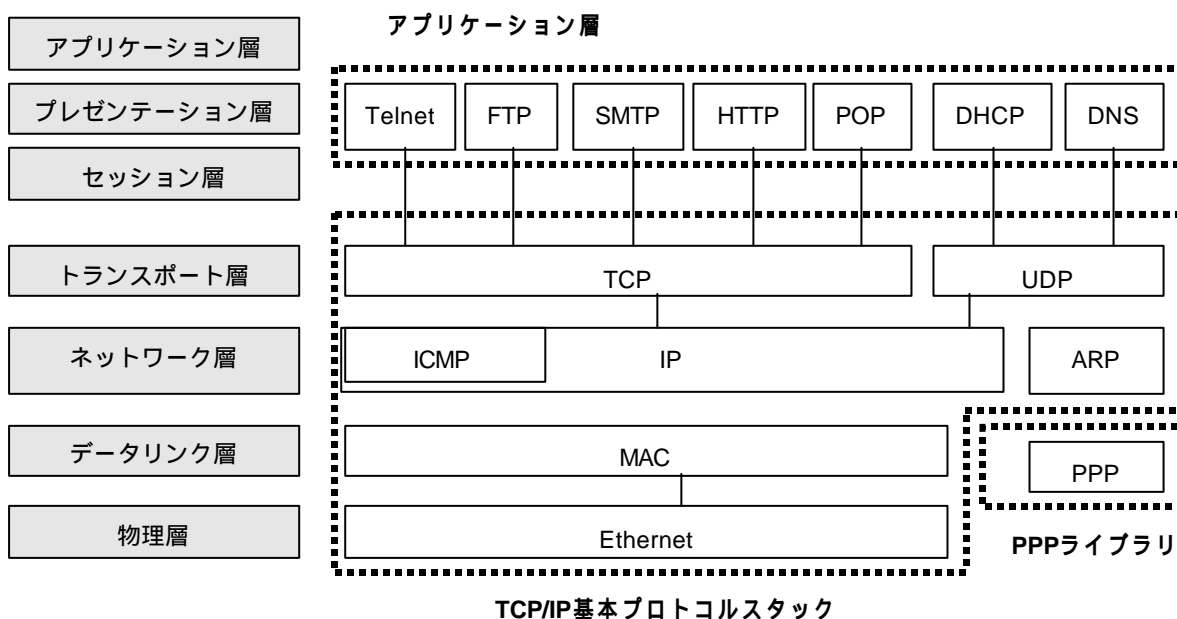 アプリケーション層
アプリケーション層
プレゼンテーション層
Telnet FTP SMTP HTTP POP DHCP DNS
セッション層
トランスポート層
TCP UDP
ネットワーク層
ICMP IP ARP
データリンク層
MAC PPP
物理層
Ethernet
PPPライブラリ
TCP/IP基本プロトコルスタック